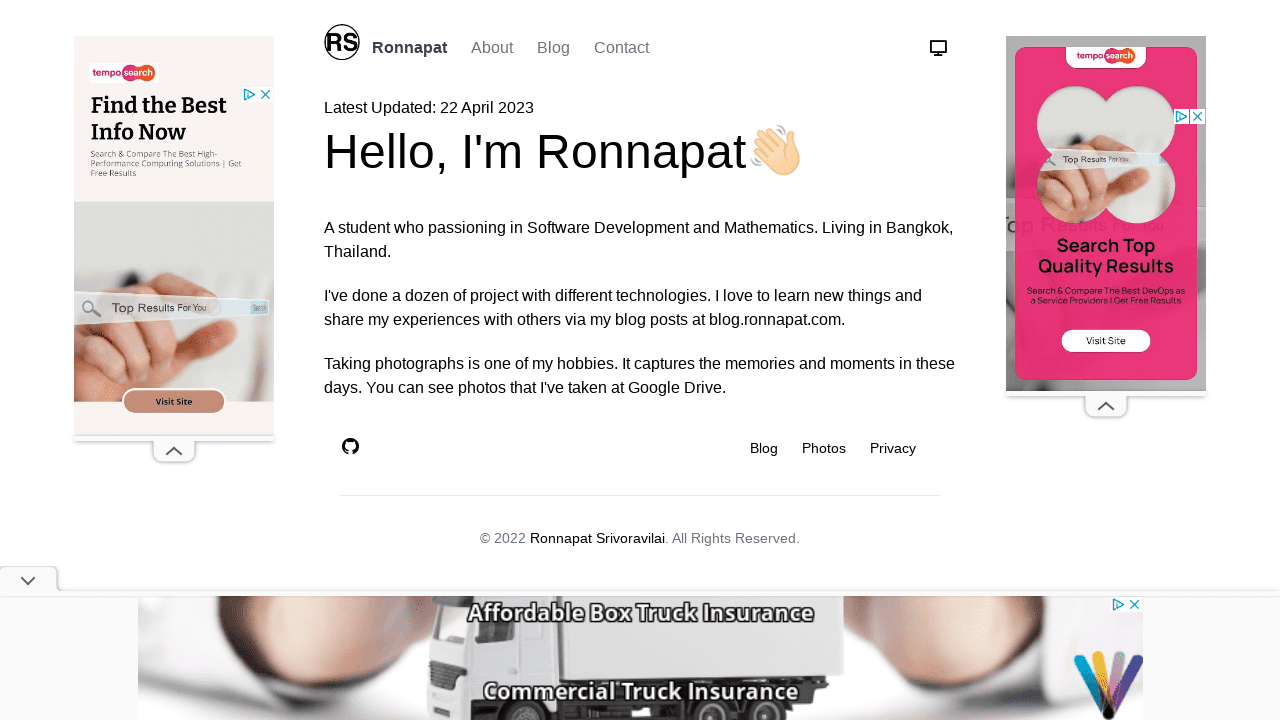 RS
Ronnapat About Blog Contact
Latest Updated: 22 April 2023
Hello, I'm Ronnapat
A student who passioning in Software Development and Mathematics. Living in Bangkok,
Thailand.
I've done a dozen of project with different technologies. I love to learn new things and
share my experiences with others via my blog posts at blog.ronnapat.com.
Taking photographs is one of my hobbies. It captures the memories and moments in these
days. You can see photos that I've taken at Google Drive.
Blog Photos Privacy
© 2022 Ronnapat Srivoravilai. All Rights Reserved.
temposearch
Find the Best
Info Now
Search & Compare The Best High-
Performance Computing Solutions | Get
Free Results
Top Results For You
Search
Visit Site
temposearch
Top Results For You
Top Results For You
Search Top
Quality Results
Search & Compare The Best DevOps as
a Service Providers | Get Free Results
Visit Site
Affordable Box Truck Insurance
Commercial Truck Insurance